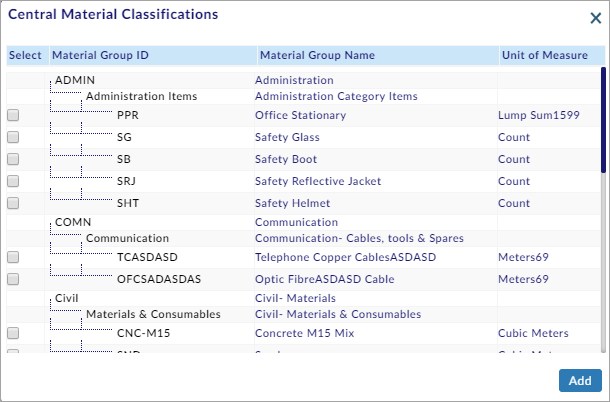 Central Material Classifications
Select Material Group ID Material Group Name Unit of Measure
ADMIN Administration
Administration Items Administration Category Items
PPR Office Stationary Lump Sum1599
SG Safety Glass Count
SB Safety Boot Count
SRJ Safety Reflective Jacket Count
SHT Safety Helmet Count
COMN Communication
Communication Communication- Cables, tools & Spares
TCASDASD Telephone Copper CablesASDASD Meters69
OFCSADASDAS Optic FibreASDASD Cable Meters69
Civil Civil- Materials
Materials & Consumables Civil- Materials & Consumables
CNC-M15 Concrete M15 Mix Cubic Meters
Add